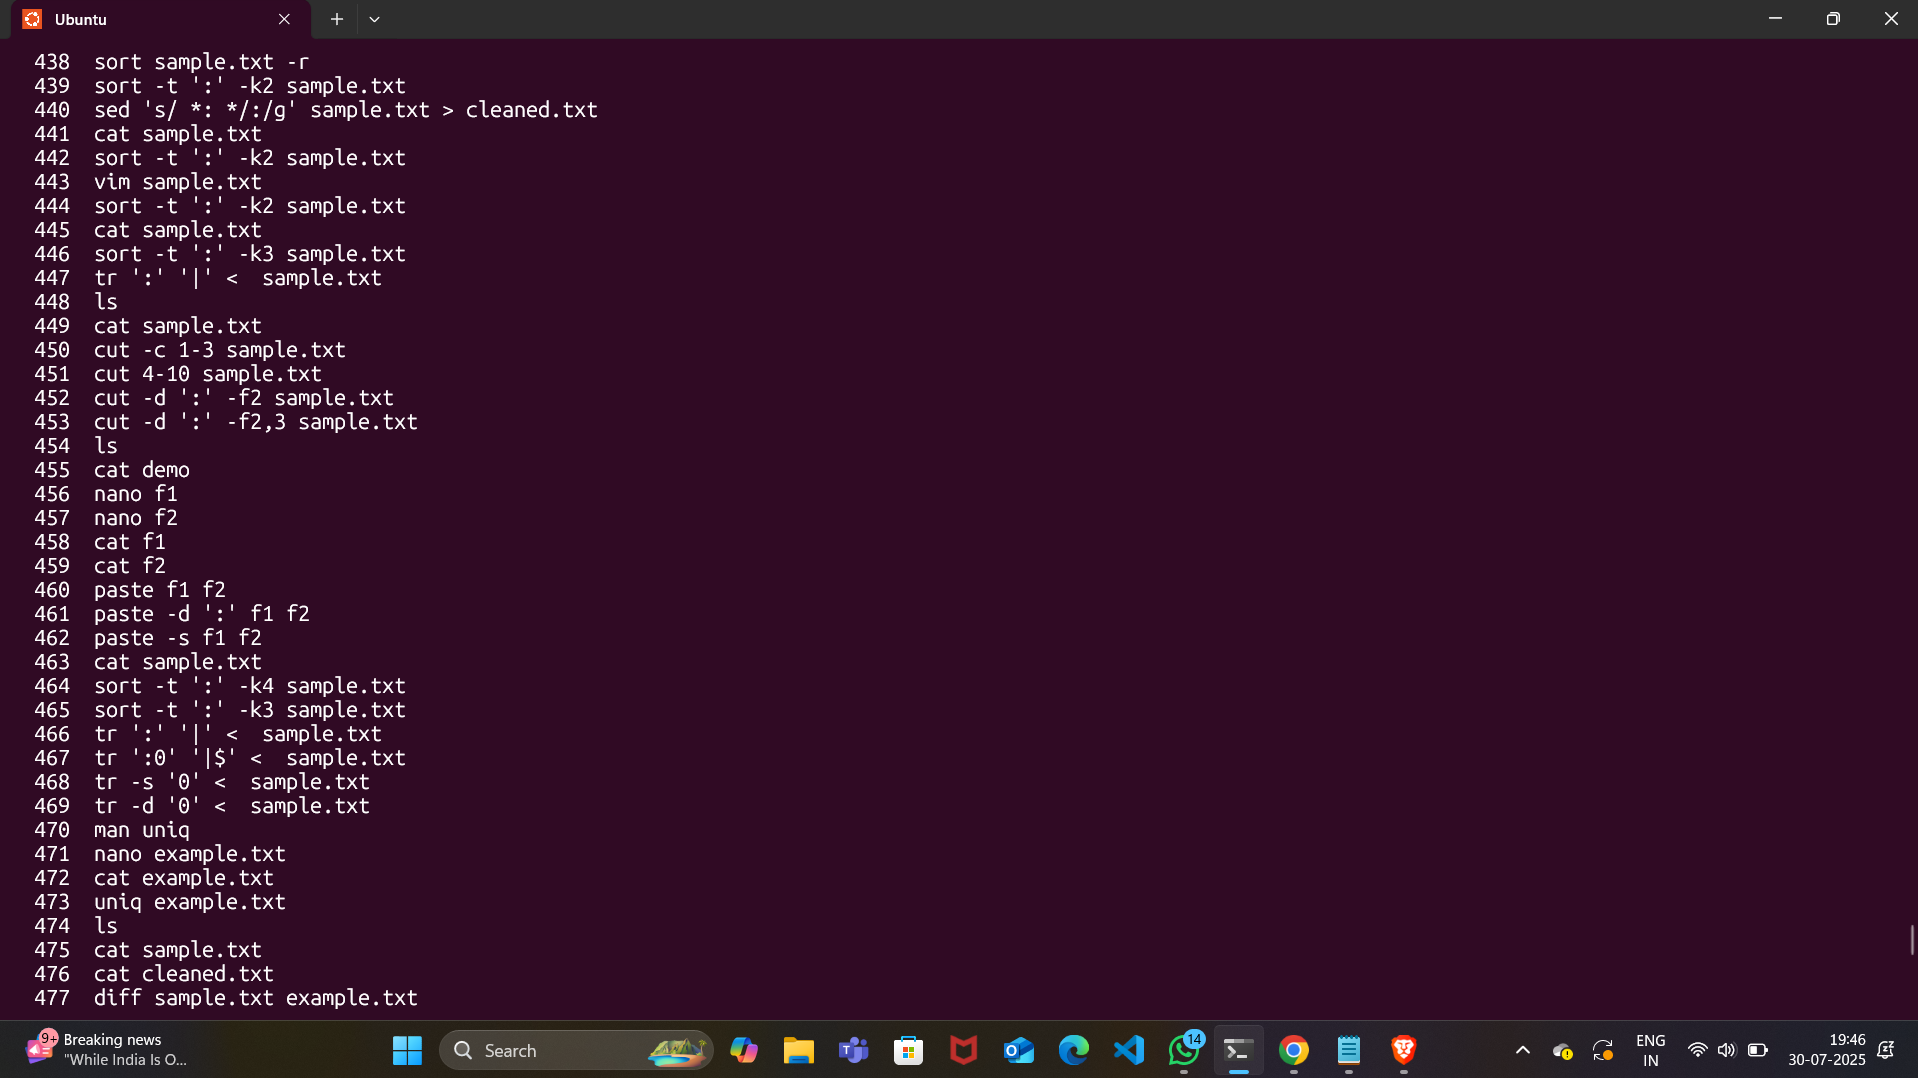 Ubuntu
438  sort sample.txt -r
439  sort -t ':' -k2 sample.txt
440  sed 's/ *: */:/g' sample.txt > cleaned.txt
441  cat sample.txt
442  sort -t ':' -k2 sample.txt
443  vim sample.txt
444  sort -t ':' -k2 sample.txt
445  cat sample.txt
446  sort -t ':' -k3 sample.txt
447  tr ':' '|' <  sample.txt
448  ls
449  cat sample.txt
450  cut -c 1-3 sample.txt
451  cut 4-10 sample.txt
452  cut -d ':' -f2 sample.txt
453  cut -d ':' -f2,3 sample.txt
454  ls
455  cat demo
456  nano f1
457  nano f2
458  cat f1
459  cat f2
460  paste f1 f2
461  paste -d ':' f1 f2
462  paste -s f1 f2
463  cat sample.txt
464  sort -t ':' -k4 sample.txt
465  sort -t ':' -k3 sample.txt
466  tr ':' '|' <  sample.txt
467  tr ':0' '|$' <  sample.txt
468  tr -s '0' <  sample.txt
469  tr -d '0' <  sample.txt
470  man uniq
471  nano example.txt
472  cat example.txt
473  uniq example.txt
474  ls
475  cat sample.txt
476  cat cleaned.txt
477  diff sample.txt example.txt
9+
Breaking news
"While India Is O...
Search
14
ENG
IN
19:46
30-07-2025